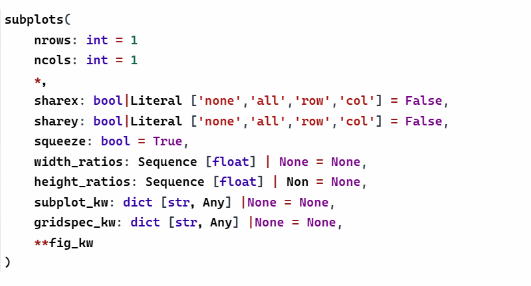 subplots(
    nrows: int = 1
    ncols: int = 1
    *,
    sharex: bool|Literal ['none','all','row','col'] = False,
    sharey: bool|Literal ['none','all','row','col'] = False,
    squeeze: bool = True,
    width_ratios: Sequence [float] | None = None,
    height_ratios: Sequence [float] | Non = None,
    subplot_kw: dict [str, Any] |None = None,
    gridspec_kw: dict [str, Any] |None = None,
    **fig_kw
)